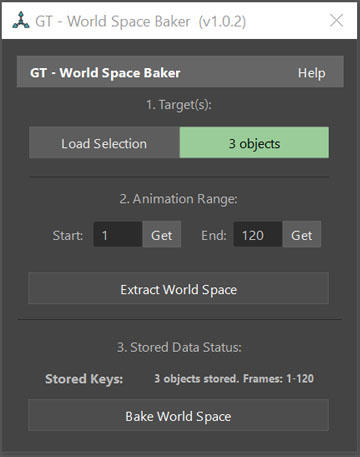 GT - World Space Baker (v1.0.2)
GT - World Space Baker Help
1. Target(s):
Load Selection 3 objects
2. Animation Range:
Start: 1 Get End: 120 Get
Extract World Space
3. Stored Data Status:
Stored Keys: 3 objects stored. Frames: 1-120
Bake World Space